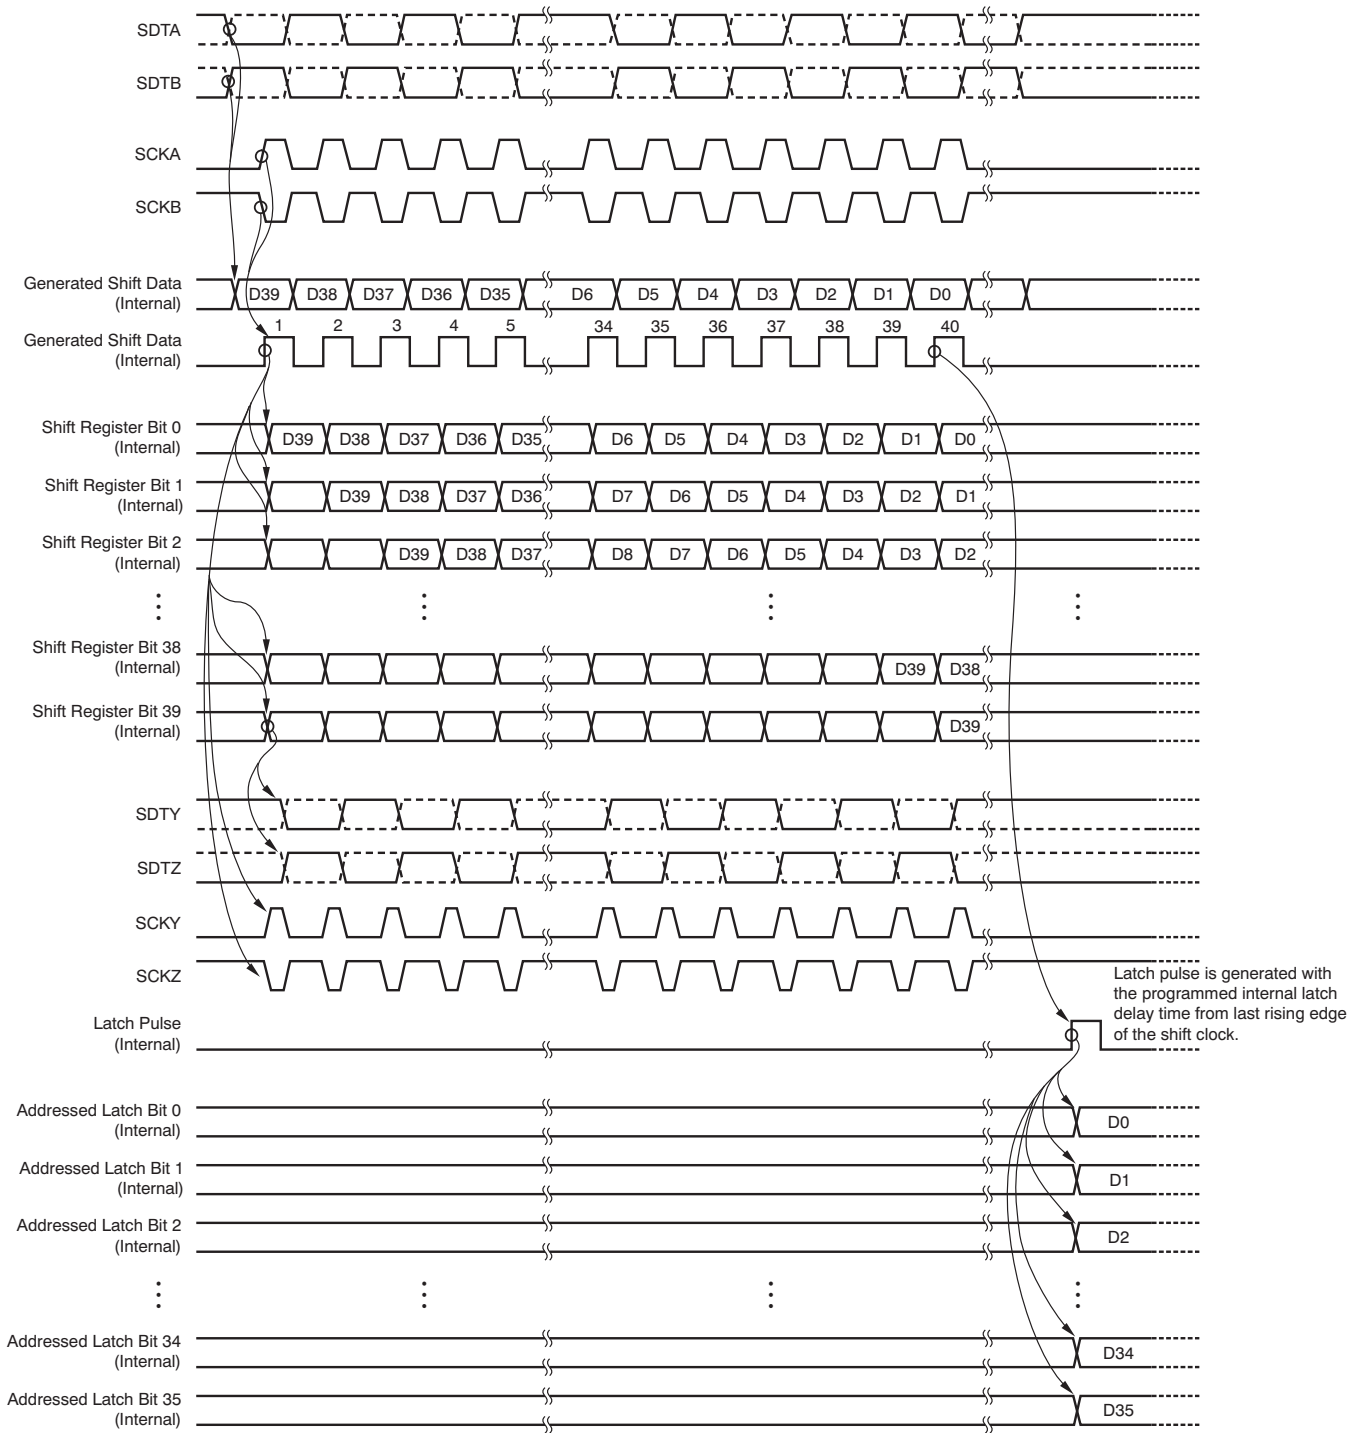 SDTA
SDTB
SCKA
SCKB
Generated Shift Data
(Internal)
D39 D38 D37 D36 D35 D6 D5 D4 D3 D2 D1 D0
1 2 3 4 5 34 35 36 37 38 39 40
Generated Shift Data
(Internal)
Shift Register Bit 0
(Internal)
D39 D38 D37 D36 D35 D6 D5 D4 D3 D2 D1 D0
Shift Register Bit 1
(Internal)
D39 D38 D37 D36 D7 D6 D5 D4 D3 D2 D1
Shift Register Bit 2
(Internal)
D39 D38 D37 D8 D7 D6 D5 D4 D3 D2
Shift Register Bit 38
(Internal)
D39 D38
Shift Register Bit 39
(Internal)
D39
SDTY
SDTZ
SCKY
SCKZ
Latch pulse is generated with
the programmed internal latch
delay time from last rising edge
of the shift clock.
Latch Pulse
(Internal)
Addressed Latch Bit 0
(Internal)
D0
Addressed Latch Bit 1
(Internal)
D1
Addressed Latch Bit 2
(Internal)
D2
Addressed Latch Bit 34
(Internal)
D34
Addressed Latch Bit 35
(Internal)
D35